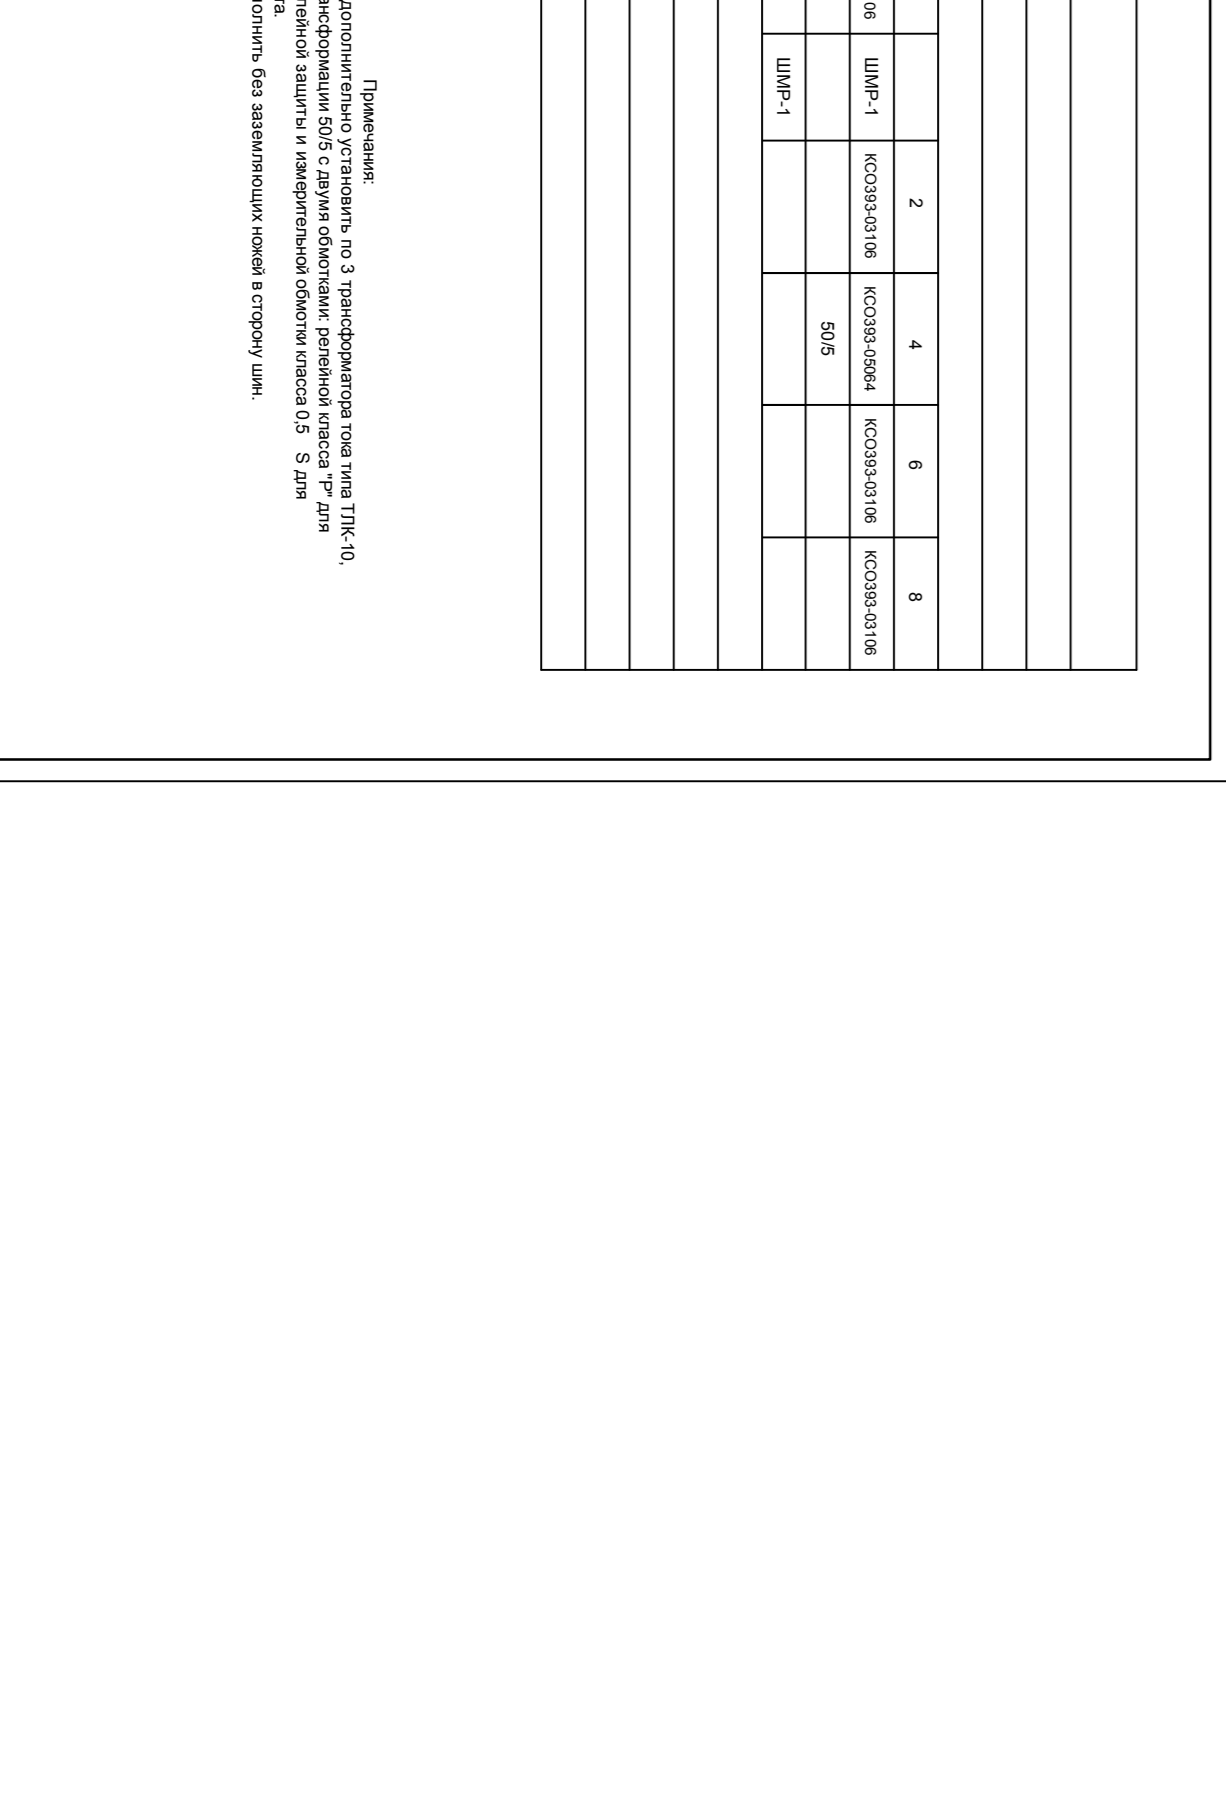 2 4 6 8
06 ШМР-1 КСО393-03106 КСО393-05064 КСО393-03106 КСО393-03106
50/5
ШМР-1
Примечания:
дополнительно установить по 3 трансформатора тока типа ТЛК-10,
ансформации 50/5 с двумя обмотками: релейной класса "Р" для
лейной защиты и измерительной обмотки класса 0,5 S для
та.
олнить без заземляющих ножей в сторону шин.